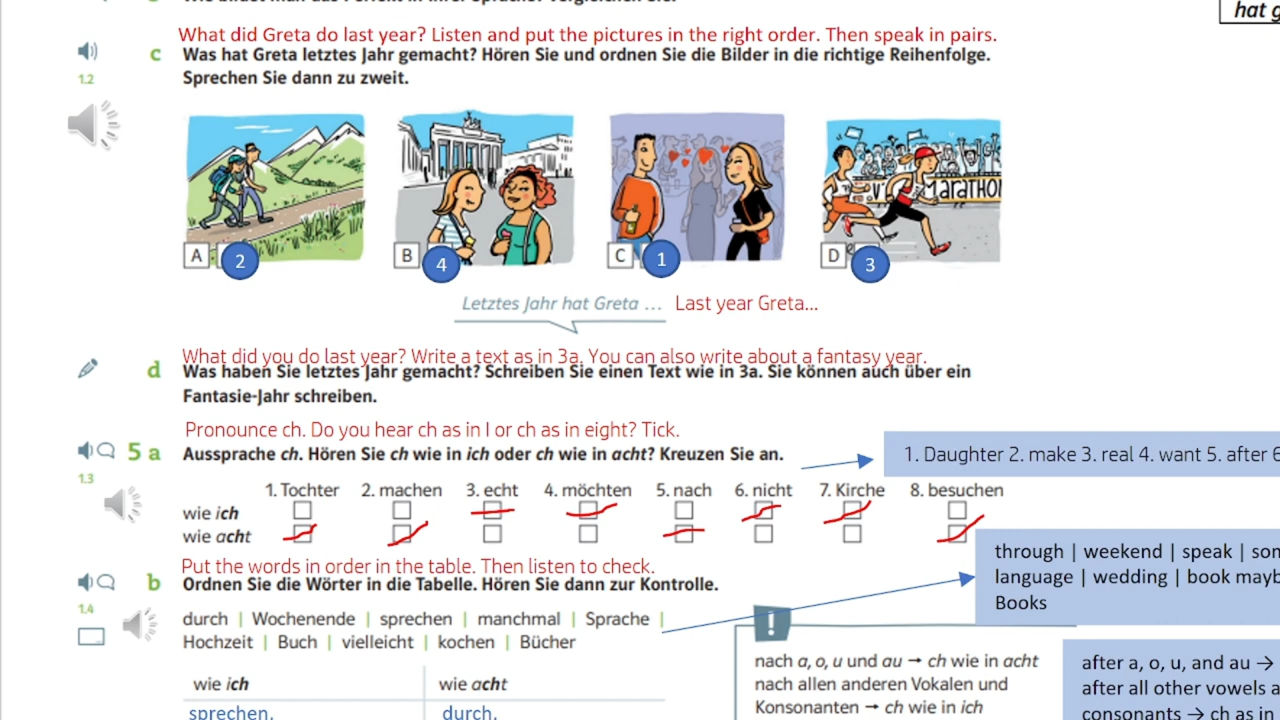 hat g
What did Greta do last year? Listen and put the pictures in the right order. Then speak in pairs.
c Was hat Greta letztes Jahr gemacht? Hören Sie und ordnen Sie die Bilder in die richtige Reihenfolge.
1.2 Sprechen Sie dann zu zweit.
MaratHO
A 2 B 4 C 1 D 3
Letztes Jahr hat Greta ... Last year Greta...
What did you do last year? Write a text as in 3a. You can also write about a fantasy year.
d Was haben Sie letztes Jahr gemacht? Schreiben Sie einen Text wie in 3a. Sie können auch über ein
Fantasie-Jahr schreiben.
Pronounce ch. Do you hear ch as in I or ch as in eight? Tick.
5 a Aussprache ch. Hören Sie ch wie in ich oder ch wie in acht? Kreuzen Sie an.
1. Daughter 2. make 3. real 4. want 5. after 6
1.3
1. Tochter 2. machen 3. echt 4. möchten 5. nach 6. nicht 7. Kirche 8. besuchen
wie ich
wie acht
through | weekend | speak | son
language | wedding | book mayb
Books
Put the words in order in the table. Then listen to check.
b Ordnen Sie die Wörter in die Tabelle. Hören Sie dann zur Kontrolle.
1.4
durch | Wochenende | sprechen | manchmal | Sprache |
Hochzeit | Buch | vielleicht | kochen | Bücher
!
nach a, o, u und au → ch wie in acht
nach allen anderen Vokalen und
Konsonanten → ch wie in ich
after a, o, u, and au →
after all other vowels a
consonants → ch as in
wie ich wie acht
sprechen, durch,